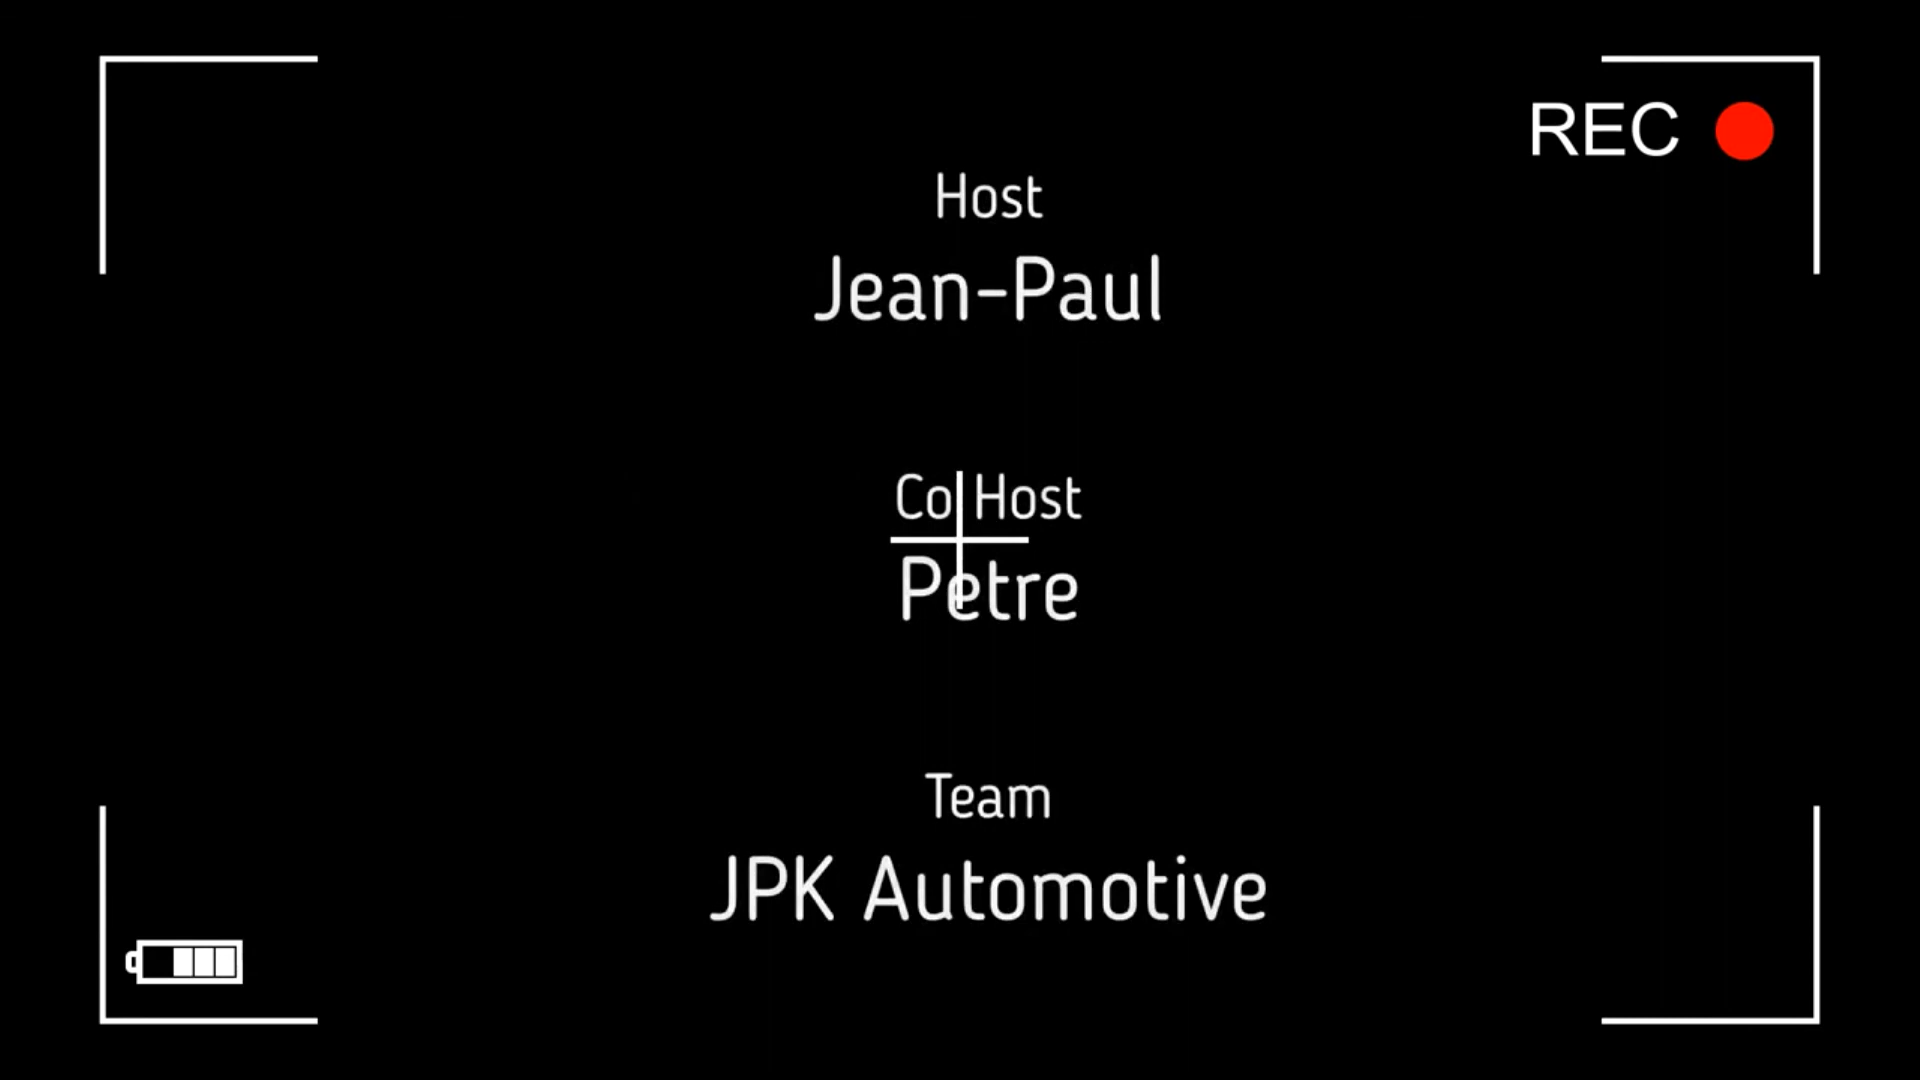 REC
Host
Jean-Paul
Co Host
Petre
Team
JPK Automotive